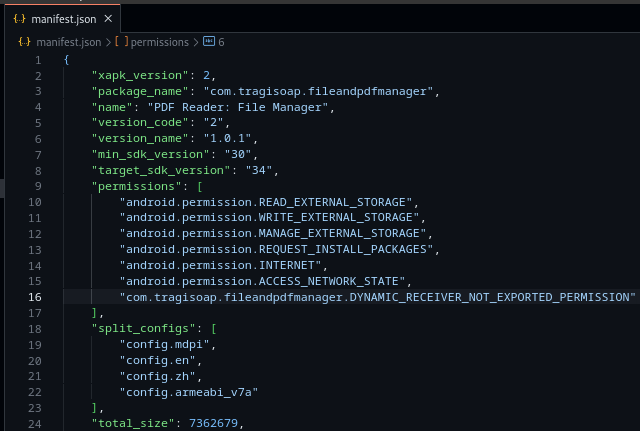 {..} manifest.json ×
{..} manifest.json > [ ] permissions > abc 6
1 {
2 "xapk_version": 2,
3 "package_name": "com.tragisoap.fileandpdfmanager",
4 "name": "PDF Reader: File Manager",
5 "version_code": "2",
6 "version_name": "1.0.1",
7 "min_sdk_version": "30",
8 "target_sdk_version": "34",
9 "permissions": [
10 "android.permission.READ_EXTERNAL_STORAGE",
11 "android.permission.WRITE_EXTERNAL_STORAGE",
12 "android.permission.MANAGE_EXTERNAL_STORAGE",
13 "android.permission.REQUEST_INSTALL_PACKAGES",
14 "android.permission.INTERNET",
15 "android.permission.ACCESS_NETWORK_STATE",
16 "com.tragisoap.fileandpdfmanager.DYNAMIC_RECEIVER_NOT_EXPORTED_PERMISSION"
17 ],
18 "split_configs": [
19 "config.mdpi",
20 "config.en",
21 "config.zh",
22 "config.armeabi_v7a"
23 ],
24 "total_size": 7362679,